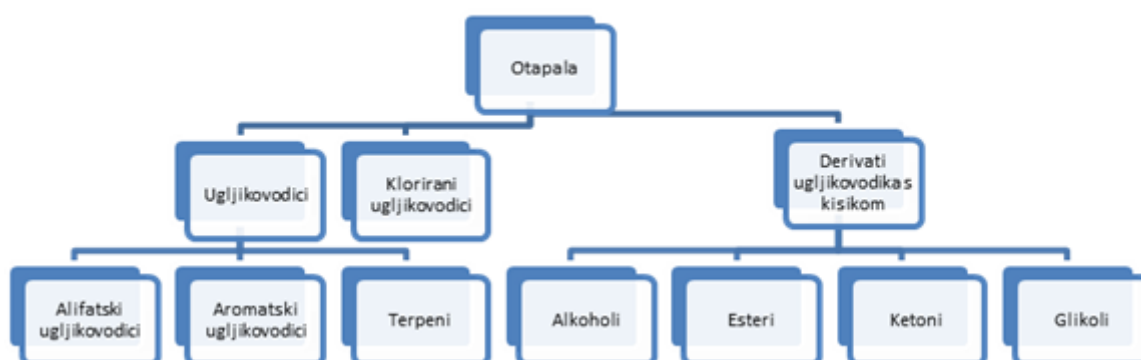 Otapala
Ugljikovodici
Klorirani
ugljikovodici
Derivati
ugljikovodika s
kisikom
Alifatski
ugljikovodici
Aromatski
ugljikovodici
Terpeni
Alkoholi
Esteri
Ketoni
Glikoli